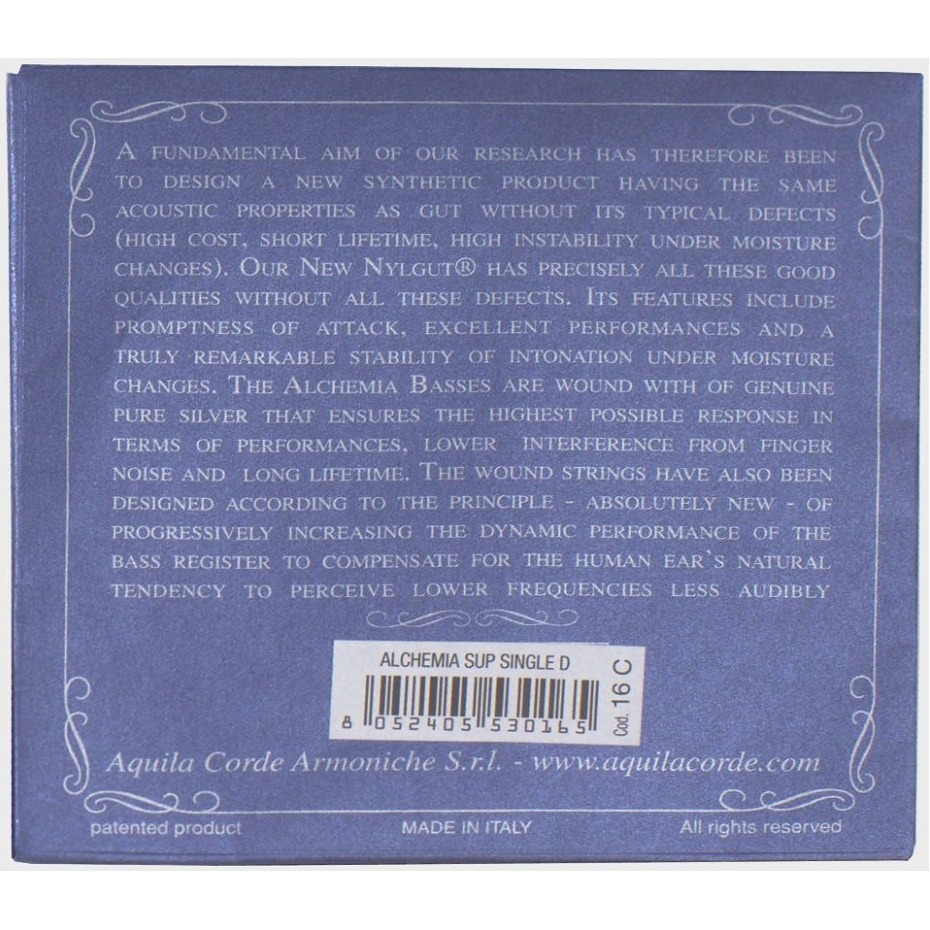 A FUNDAMENTAL AIM OF OUR RESEARCH HAS THEREFORE BEEN
TO DESIGN A NEW SYNTHETIC PRODUCT HAVING THE SAME
ACOUSTIC PROPERTIES AS GUT WITHOUT ITS TYPICAL DEFECTS
(HIGH COST, SHORT LIFETIME, HIGH INSTABILITY UNDER MOISTURE
CHANGES). OUR NEW NYLGUT® HAS PRECISELY ALL THESE GOOD
QUALITIES WITHOUT ALL THESE DEFECTS. ITS FEATURES INCLUDE
PROMPTNESS OF ATTACK, EXCELLENT PERFORMANCES AND A
TRULY REMARKABLE STABILITY OF INTONATION UNDER MOISTURE
CHANGES. THE ALCHEMIA BASSES ARE WOUND WITH OF GENUINE
PURE SILVER THAT ENSURES THE HIGHEST POSSIBLE RESPONSE IN
TERMS OF PERFORMANCES, LOWER INTERFERENCE FROM FINGER
NOISE AND LONG LIFETIME. THE WOUND STRINGS HAVE ALSO BEEN
DESIGNED ACCORDING TO THE PRINCIPLE - ABSOLUTELY NEW - OF
PROGRESSIVELY INCREASING THE DYNAMIC PERFORMANCE OF THE
BASS REGISTER TO COMPENSATE FOR THE HUMAN EAR'S NATURAL
TENDENCY TO PERCEIVE LOWER FREQUENCIES LESS AUDIBLY
ALCHEMIA SUP SINGLE D
8 052405 530165
Cod. 16 C
Aquila Corde Armoniche S.r.l. - www.aquilacorde.com
patented product MADE IN ITALY All rights reserved